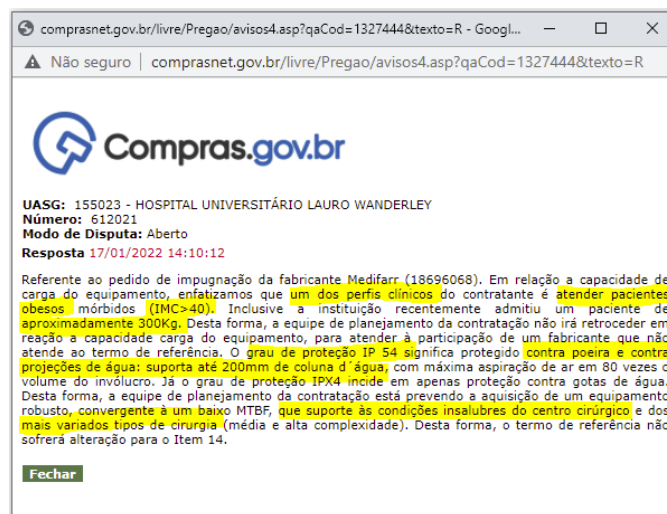 comprasnet.gov.br/livre/Pregao/avisos4.asp?qaCod=1327444&texto=R - Googl...
Não seguro | comprasnet.gov.br/livre/Pregao/avisos4.asp?qaCod=1327444&texto=R
Compras.gov.br
UASG: 155023 - HOSPITAL UNIVERSITÁRIO LAURO WANDERLEY
Número: 612021
Modo de Disputa: Aberto
Resposta 17/01/2022 14:10:12
Referente ao pedido de impugnação da fabricante Medifarr (18696068). Em relação a capacidade de
carga do equipamento, enfatizamos que um dos perfis clínicos do contratante é atender pacientes
obesos mórbidos (IMC>40). Inclusive a instituição recentemente admitiu um paciente de
aproximadamente 300Kg. Desta forma, a equipe de planejamento da contratação não irá retroceder em
reação a capacidade carga do equipamento, para atender à participação de um fabricante que não
atende ao termo de referência. O grau de proteção IP 54 significa protegido contra poeira e contra
projeções de água: suporta até 200mm de coluna d´água, com máxima aspiração de ar em 80 vezes o
volume do invólucro. Já o grau de proteção IPX4 incide em apenas proteção contra gotas de água.
Desta forma, a equipe de planejamento da contratação está prevendo a aquisição de um equipamento
robusto, convergente à um baixo MTBF, que suporte às condições insalubres do centro cirúrgico e dos
mais variados tipos de cirurgia (média e alta complexidade). Desta forma, o termo de referência não
sofrerá alteração para o Item 14.
Fechar